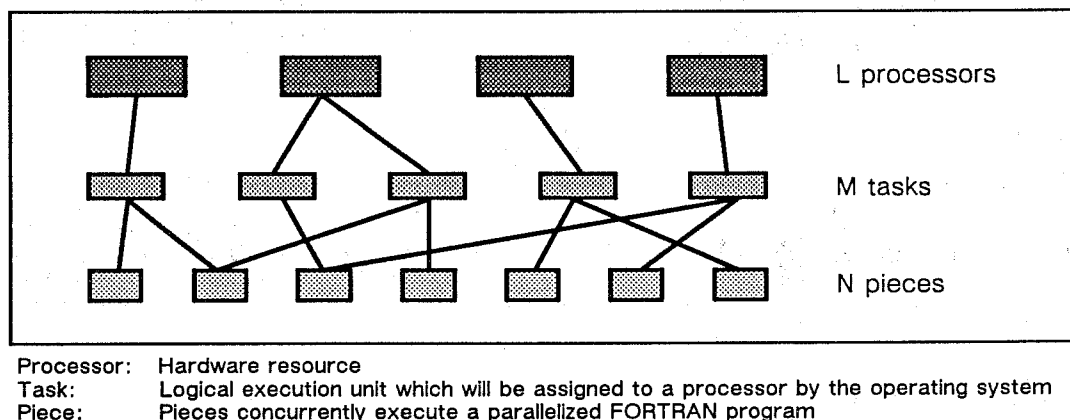 L processors
M tasks
N pieces
Processor: Hardware resource
Task: Logical execution unit which will be assigned to a processor by the operating system
Piece: Pieces concurrently execute a parallelized FORTRAN program